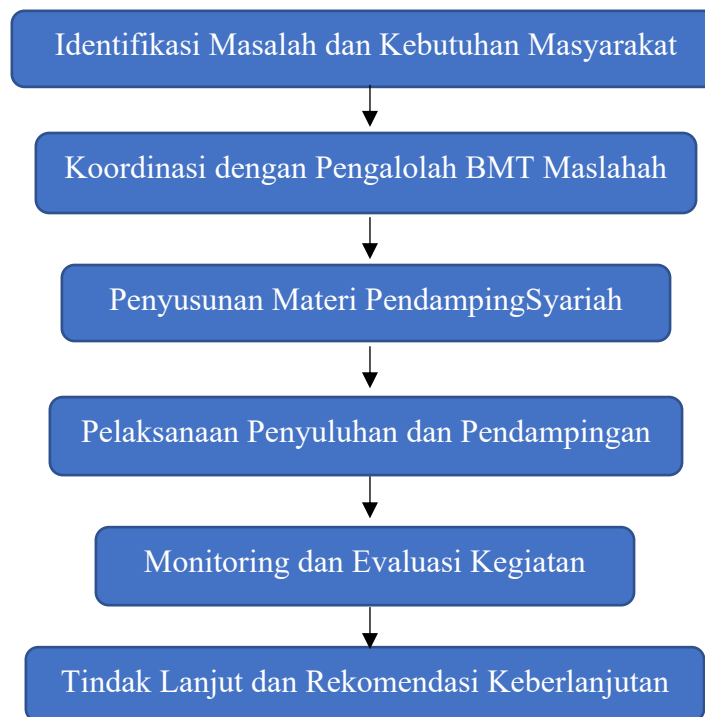 Identifikasi Masalah dan Kebutuhan Masyarakat
Koordinasi dengan Pengalolah BMT Maslahah
Penyusunan Materi PendampingSyariah
Pelaksanaan Penyuluhan dan Pendampingan
Monitoring dan Evaluasi Kegiatan
Tindak Lanjut dan Rekomendasi Keberlanjutan